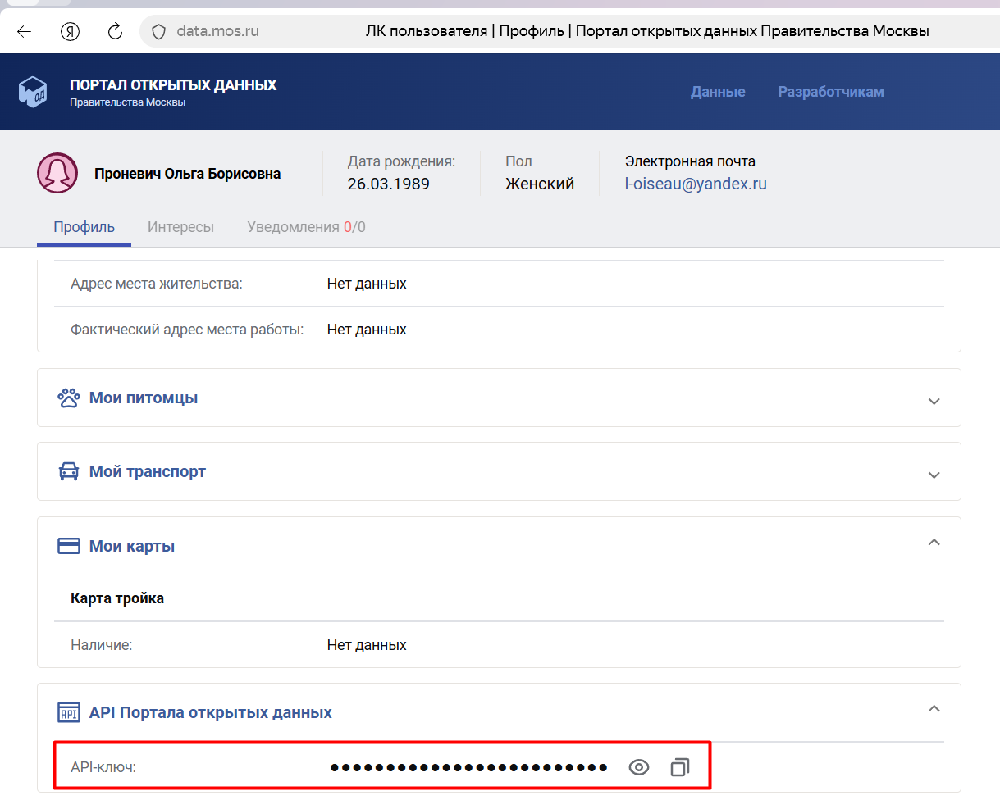 Я
data.mos.ru
ЛК пользователя | Профиль | Портал открытых данных Правительства Москвы
ОД
ПОРТАЛ ОТКРЫТЫХ ДАННЫХ
Правительства Москвы
Данные
Разработчикам
Проневич Ольга Борисовна
Дата рождения:
26.03.1989
Пол
Женский
Электронная почта
l-oiseau@yandex.ru
Профиль
Интересы
Уведомления 0/0
Адрес места жительства: Нет данных
Фактический адрес места работы: Нет данных
Мои питомцы
Мой транспорт
Мои карты
Карта тройка
Наличие: Нет данных
API
API Портала открытых данных
API-ключ: •••••••••••••••••••••••••